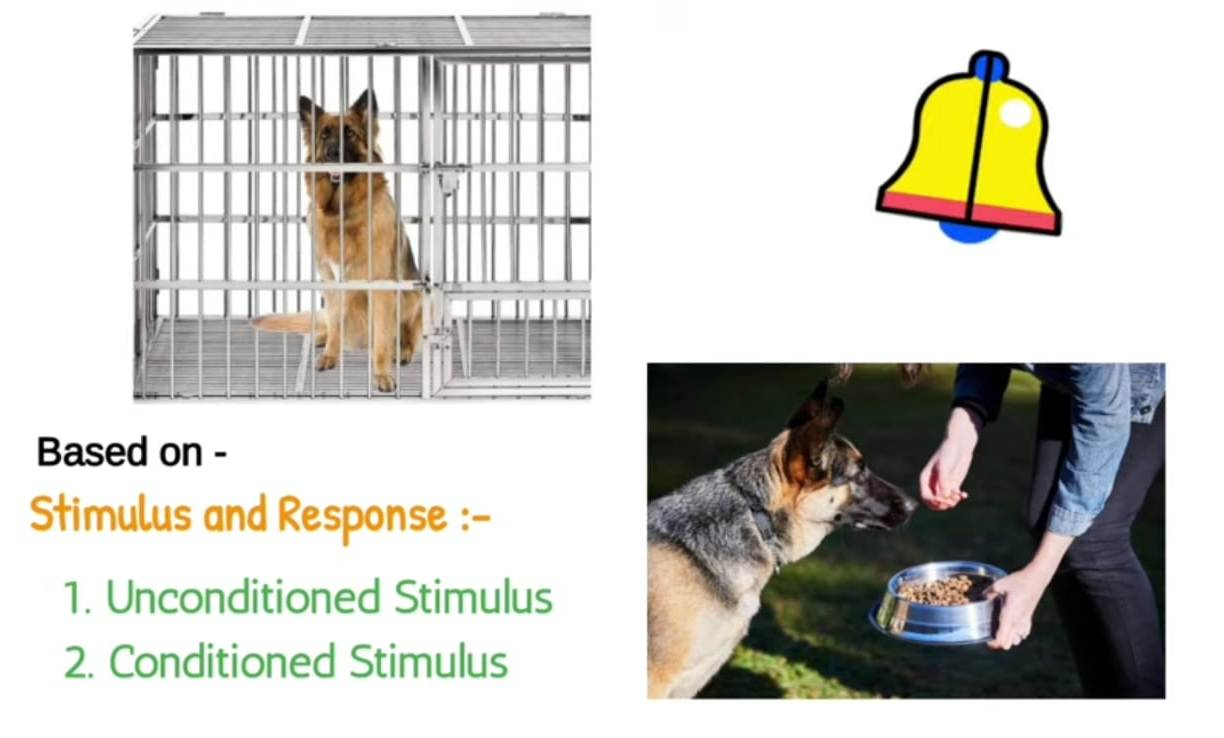 Based on -
Stimulus and Response :-
1. Unconditioned Stimulus
2. Conditioned Stimulus